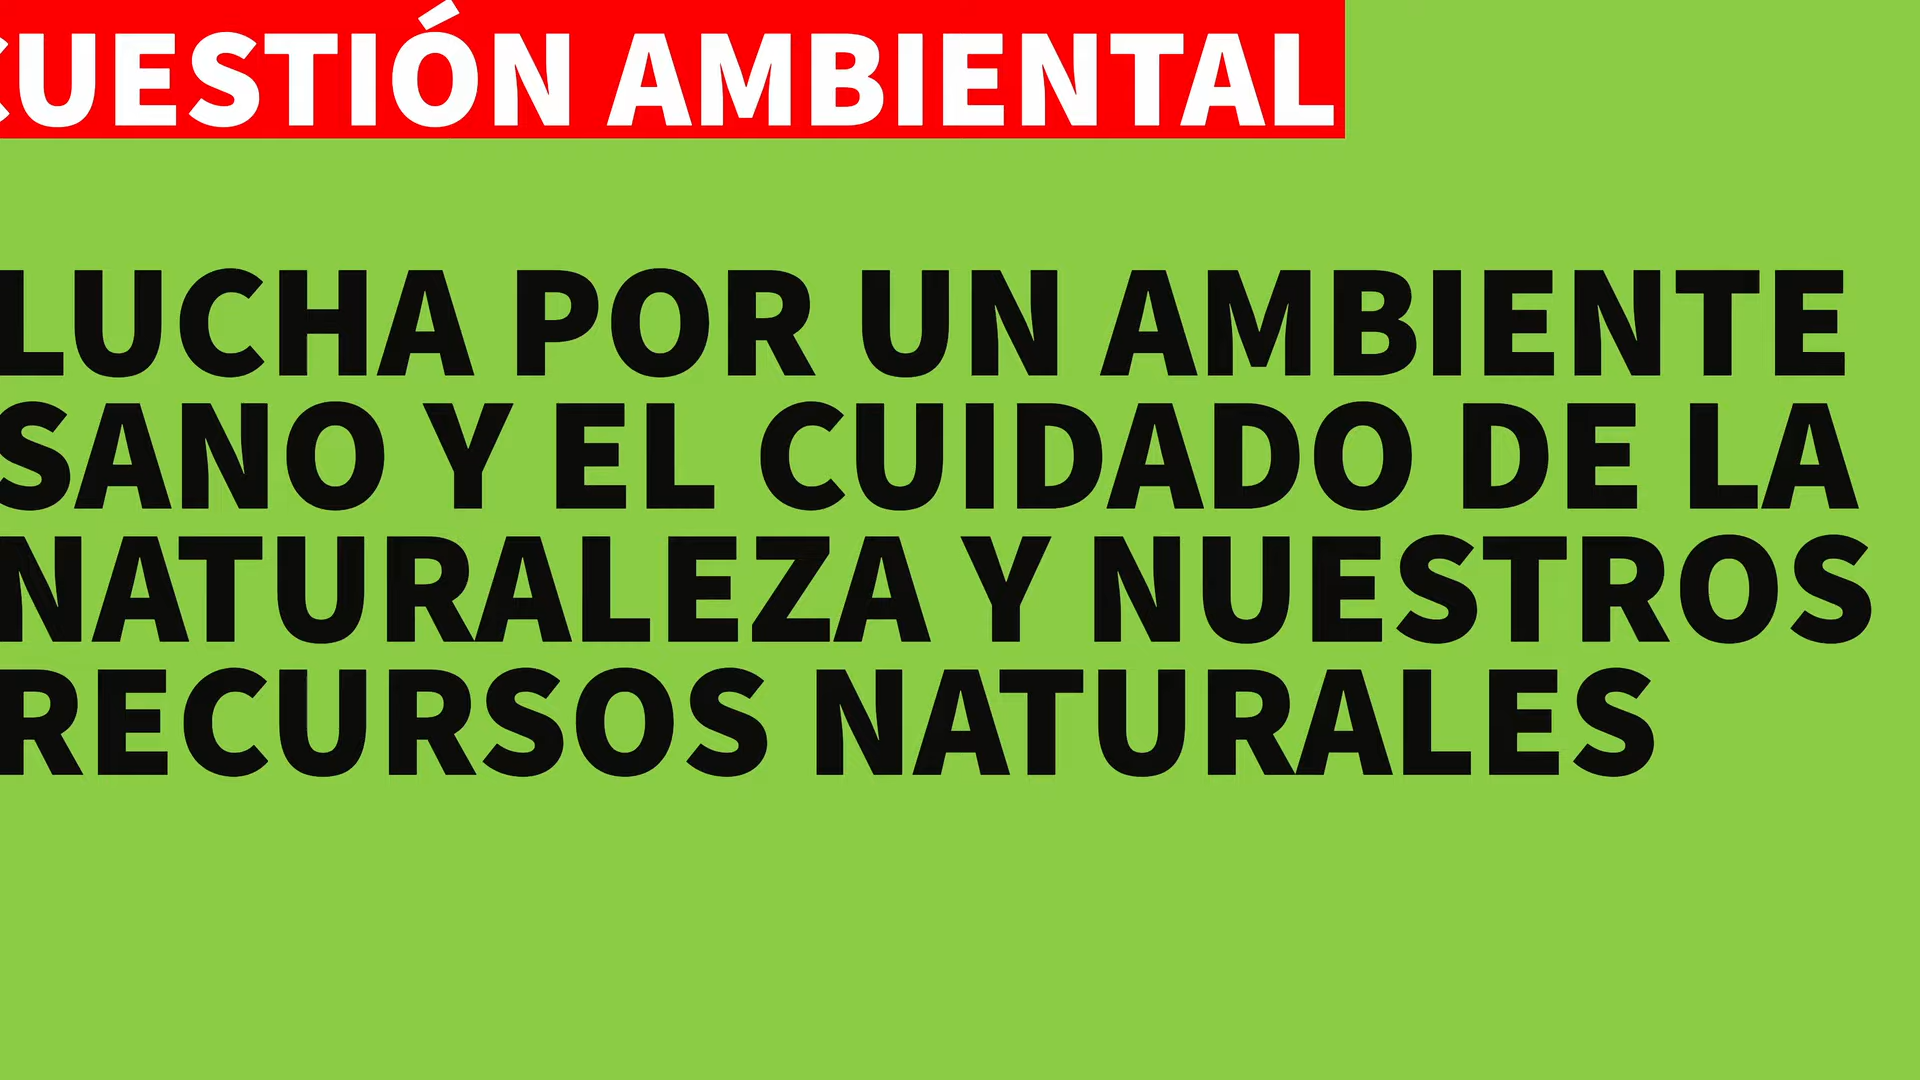 CUESTIÓN AMBIENTAL
LUCHA POR UN AMBIENTE
SANO Y EL CUIDADO DE LA
NATURALEZA Y NUESTROS
RECURSOS NATURALES